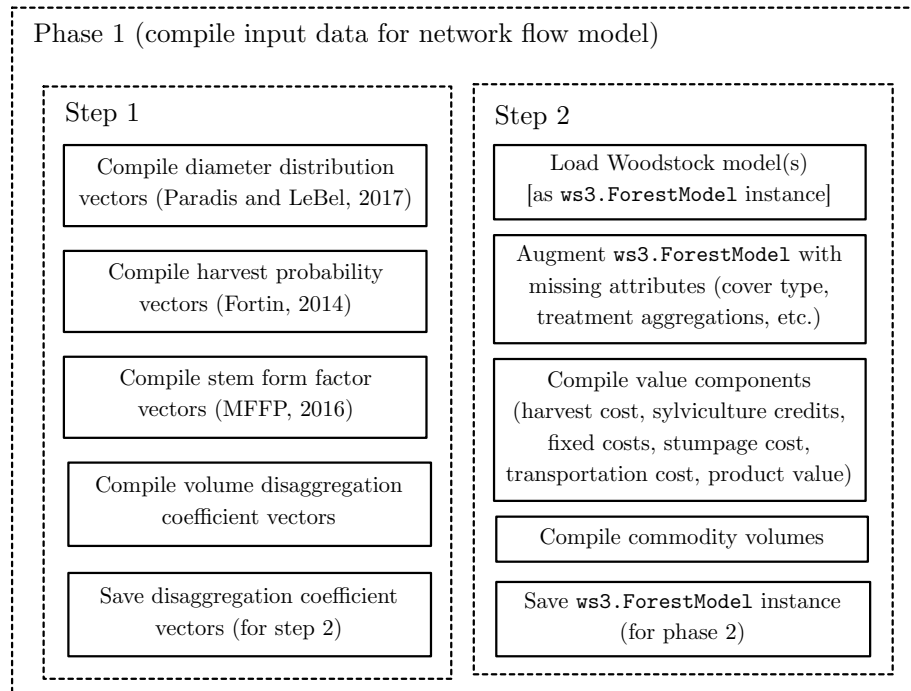 Phase 1 (compile input data for network flow model)
Step 1
Compile diameter distribution
vectors (Paradis and LeBel, 2017)
Compile harvest probability
vectors (Fortin, 2014)
Compile stem form factor
vectors (MFFP, 2016)
Compile volume disaggregation
coefficient vectors
Save disaggregation coefficient
vectors (for step 2)
Step 2
Load Woodstock model(s)
[as ws3.ForestModel instance]
Augment ws3.ForestModel with
missing attributes (cover type,
treatment aggregations, etc.)
Compile value components
(harvest cost, sylviculture credits,
fixed costs, stumpage cost,
transportation cost, product value)
Compile commodity volumes
Save ws3.ForestModel instance
(for phase 2)